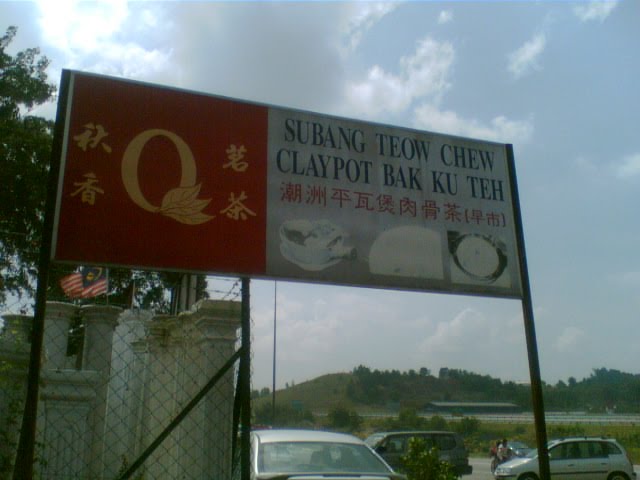 秋香
Q
茗茶
SUBANG TEOW CHEW
CLAYPOT BAK KU TEH
潮洲平瓦煲肉骨茶(早市)